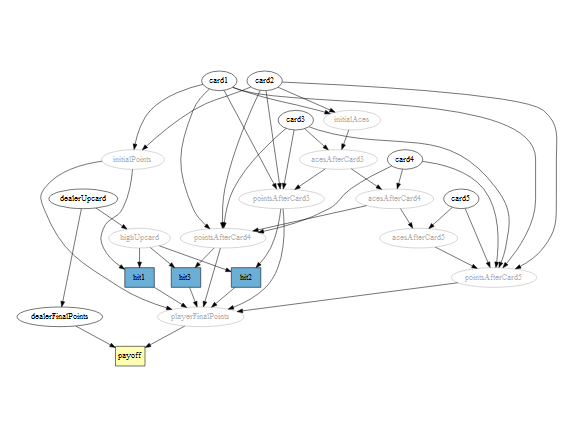 card1
card2
card3
initialAces
initialPoints
acesAfterCard3
card4
dealerUpcard
pointsAfterCard3
acesAfterCard4
card5
highUpcard
pointsAfterCard4
acesAfterCard5
hit1
hit3
hit2
pointsAfterCard5
dealerFinalPoints
playerFinalPoints
payoff